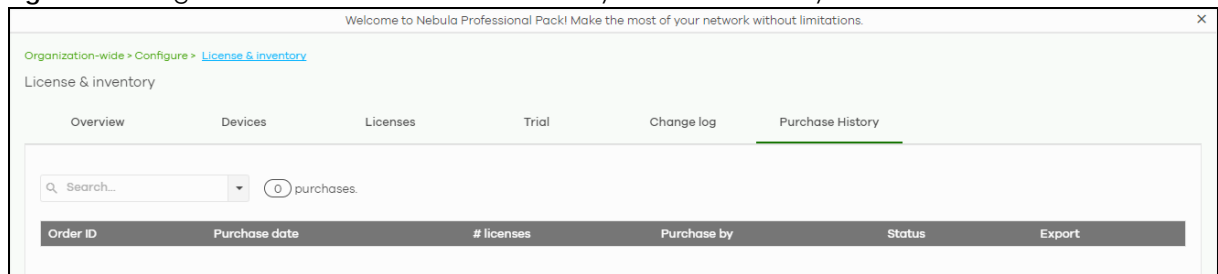 Welcome to Nebula Professional Pack! Make the most of your network without limitations. ×
Organization-wide > Configure > License & inventory
License & inventory
Overview Devices Licenses Trial Change log Purchase History
Search... 0 purchases.
Order ID Purchase date # licenses Purchase by Status Export